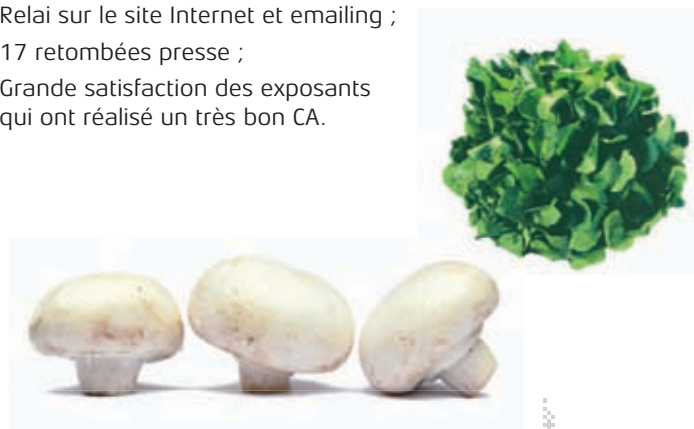 Relai sur le site Internet et emailing ;
17 retombées presse ;
Grande satisfaction des exposants
qui ont réalisé un très bon CA.